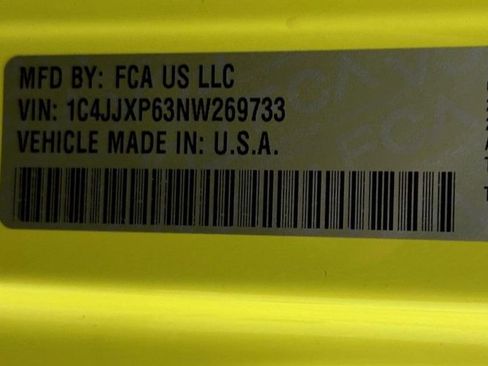 MFD BY: FCA US LLC
VIN: 1C4JJXP63NW269733
VEHICLE MADE IN: U.S.A.